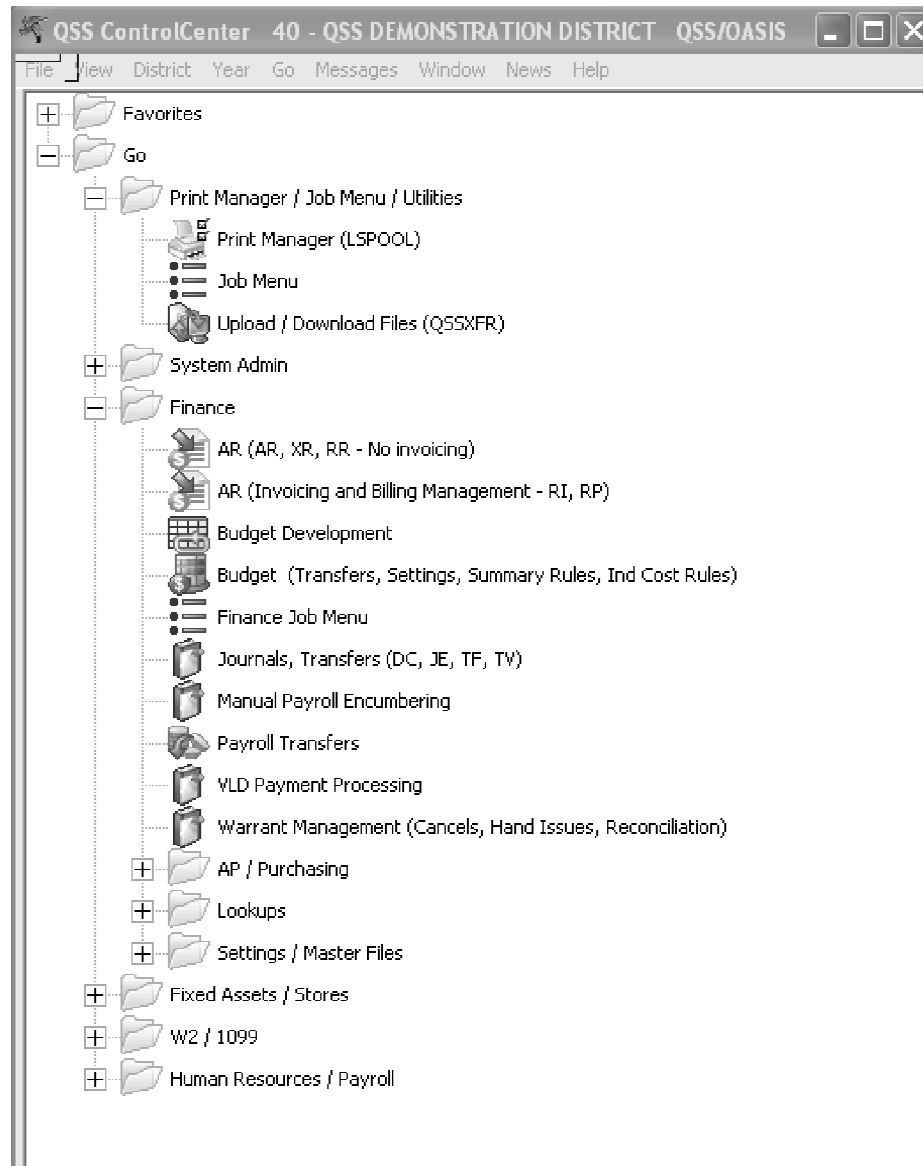 QSS ControlCenter 40 - QSS DEMONSTRATION DISTRICT QSS/OASIS
File View District Year Go Messages Window News Help
Favorites
Go
Print Manager / Job Menu / Utilities
Print Manager (LSPOOL)
Job Menu
Upload / Download Files (QSSXFR)
System Admin
Finance
AR (AR, XR, RR - No invoicing)
AR (Invoicing and Billing Management - RI, RP)
Budget Development
Budget (Transfers, Settings, Summary Rules, Ind Cost Rules)
Finance Job Menu
Journals, Transfers (DC, JE, TF, TV)
Manual Payroll Encumbering
Payroll Transfers
VLD Payment Processing
Warrant Management (Cancels, Hand Issues, Reconciliation)
AP / Purchasing
Lookups
Settings / Master Files
Fixed Assets / Stores
W2 / 1099
Human Resources / Payroll